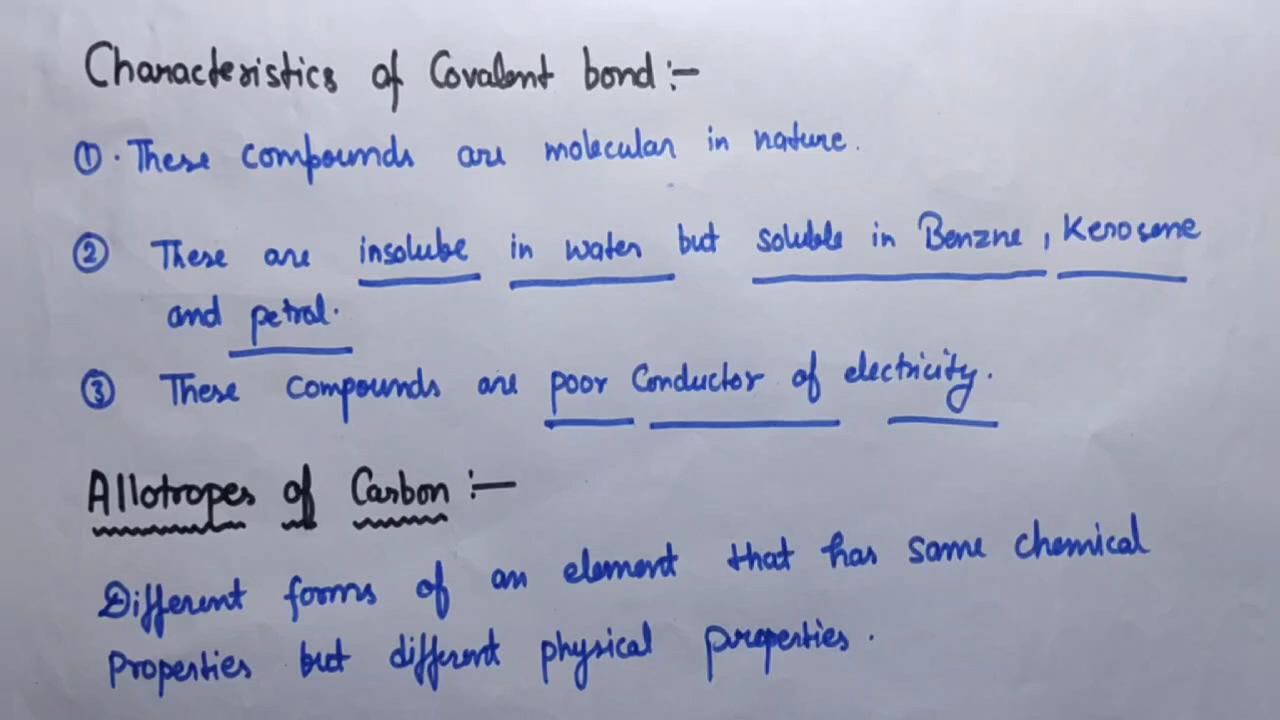 Characteristics of Covalent bond :-
① . These compounds are molecular in nature.
② These are insolube in water but soluble in Benzne, Kerosene
and petral.
③ These compounds are poor Conductor of electricity.
Allotropes of Carbon :-
Different forms of an element that has same chemical
Properties but different physical properties.